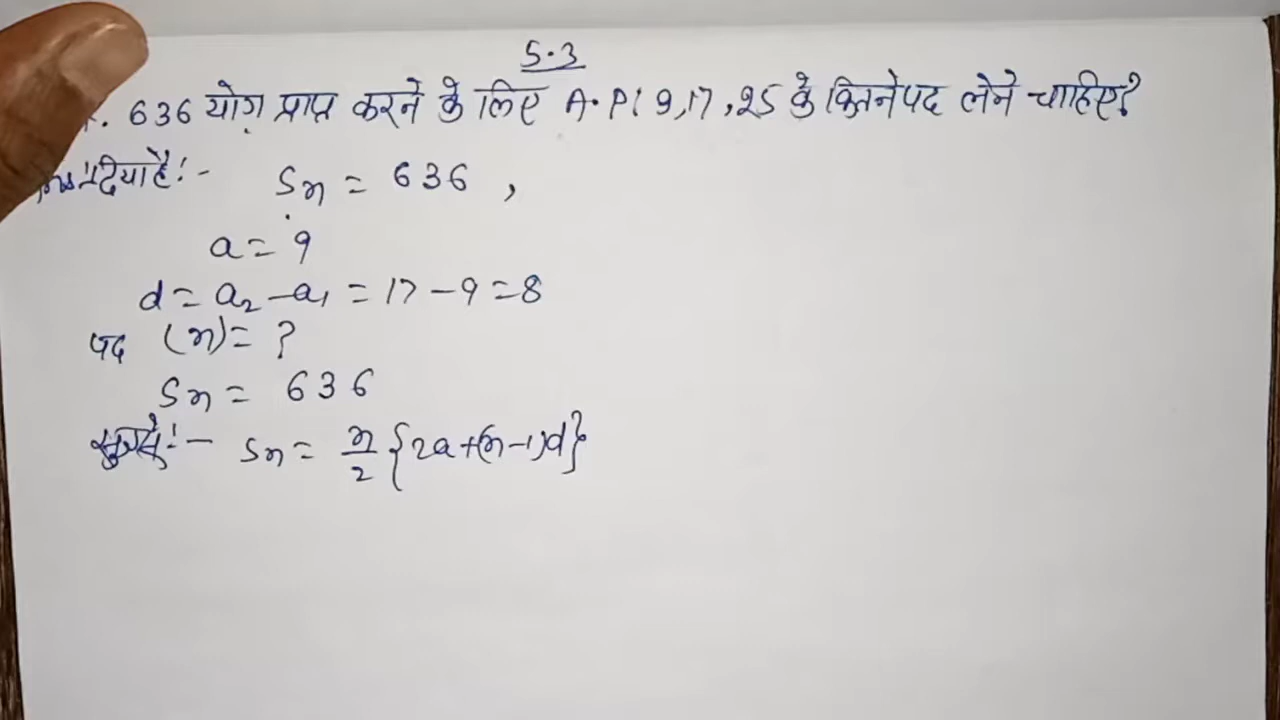 5.3
636 योग प्राप्त करने के लिए A.P: 9,17,25 के कितने पद लेने चाहिए?
दिया है:- Sn = 636 ,
a = 9
d = a₂ - a₁ = 17 - 9 = 8
पद (n) = ?
Sn = 636
सूत्र से:- Sn = n/2 {2a+(n-1)d}